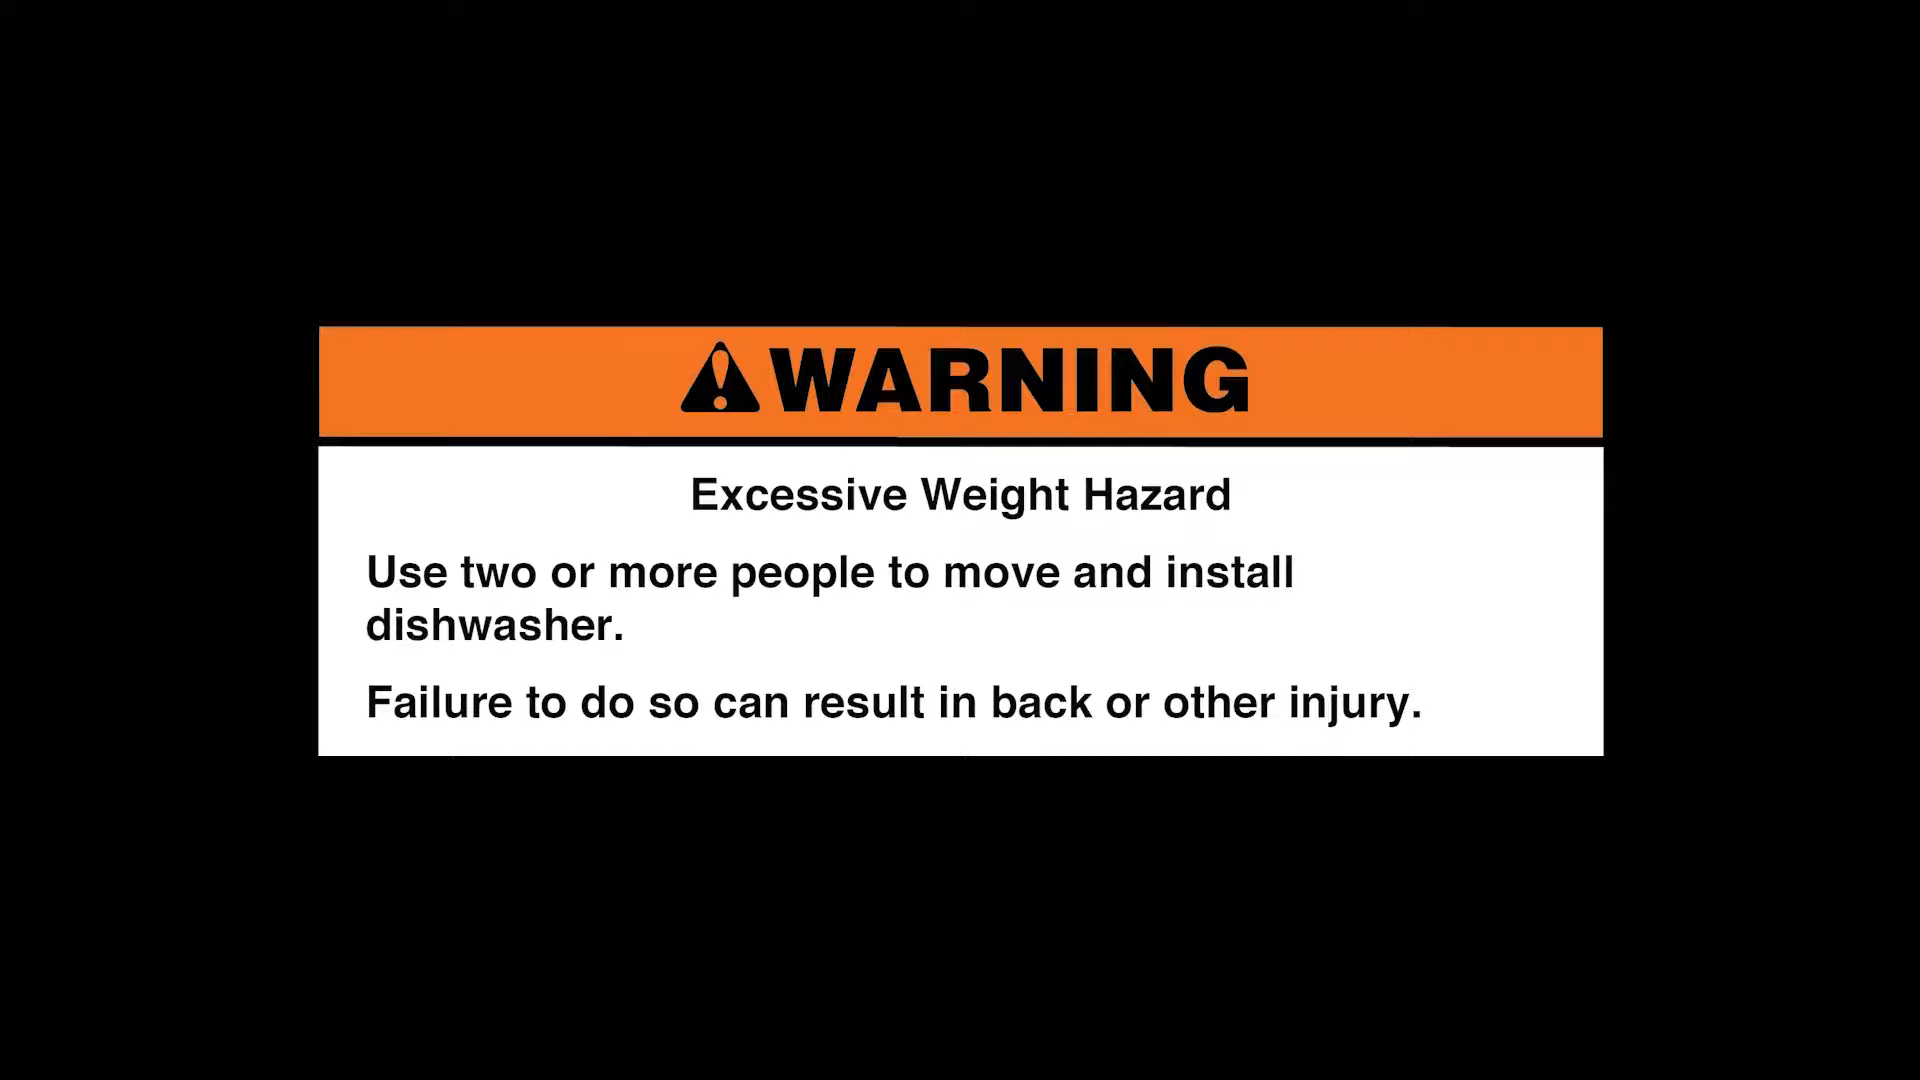 WARNING
Excessive Weight Hazard
Use two or more people to move and install
dishwasher.
Failure to do so can result in back or other injury.